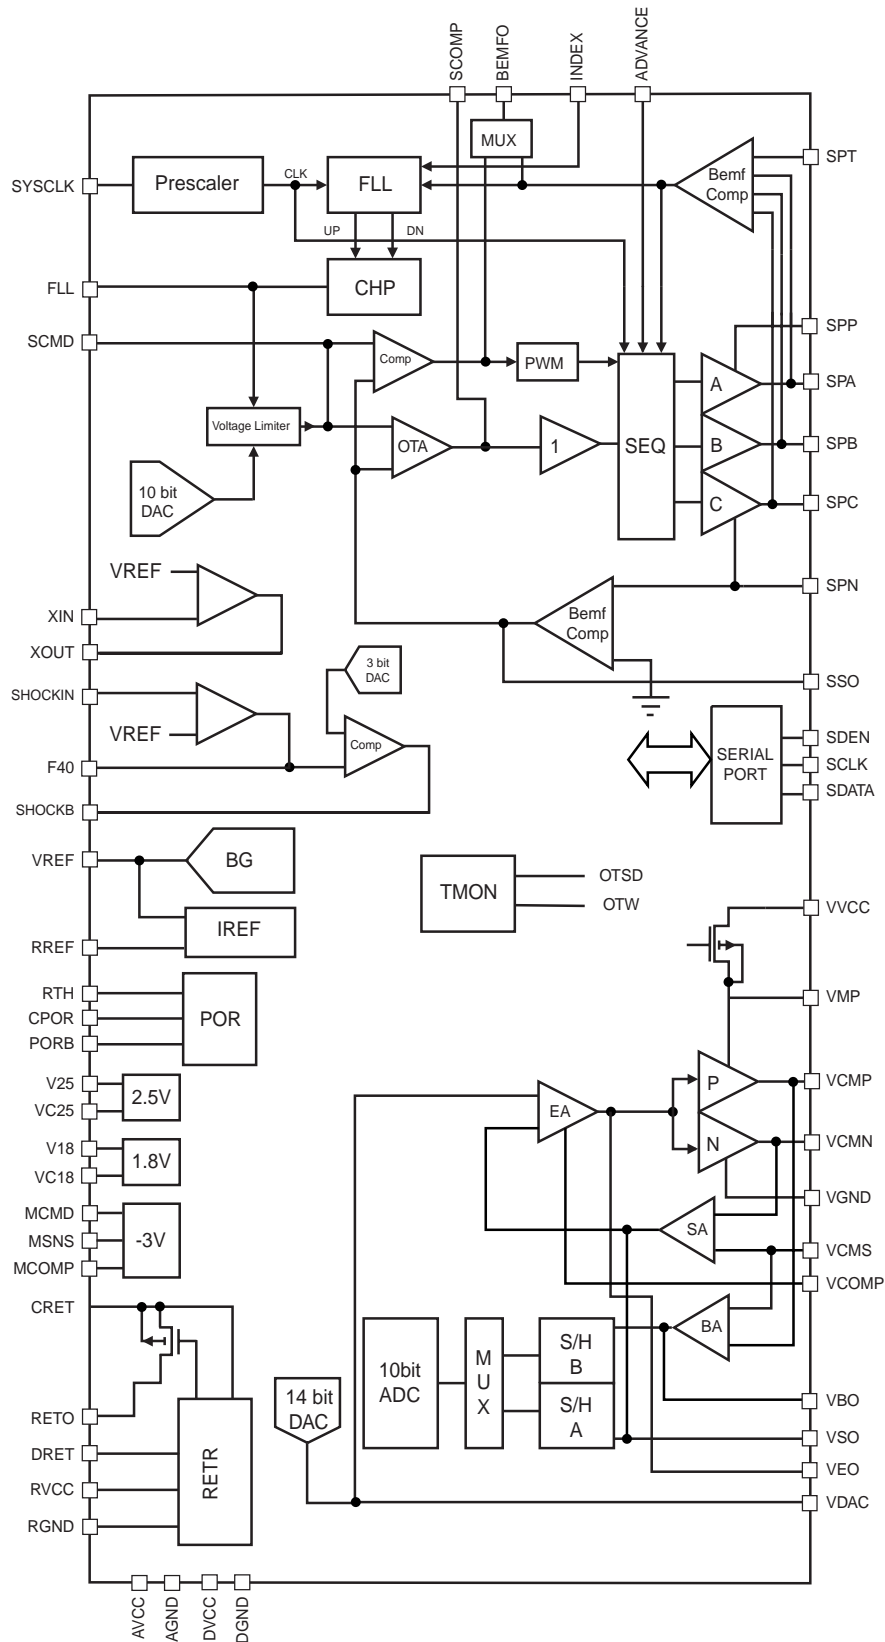 SCOMP
BEMFO
INDEX
ADVANCE
MUX
SYSCLK
Prescaler
CLK
FLL
Bemf
Comp
SPT
UP
DN
FLL
CHP
SCMD
Comp
PWM
SPP
A
SPA
Voltage Limiter
OTA
1
SEQ
B
SPB
10 bit
DAC
C
SPC
VREF
XIN
Bemf
Comp
SPN
XOUT
3 bit
DAC
SSO
SHOCKIN
VREF
Comp
F40
SERIAL
PORT
SDEN
SCLK
SDATA
SHOCKB
VREF
BG
TMON
OTSD
OTW
IREF
RREF
VVCC
RTH
CPOR
PORB
POR
VMP
V25
VC25
2.5V
EA
P
VCMP
N
VCMN
V18
VC18
1.8V
VGND
MCMD
MSNS
MCOMP
-3V
SA
VCMS
VCOMP
CRET
BA
10bit
ADC
M
U
X
S/H
B
S/H
A
14 bit
DAC
RETO
DRET
RVCC
RGND
RETR
VBO
VSO
VEO
VDAC
AVCC
AGND
DVCC
DGND